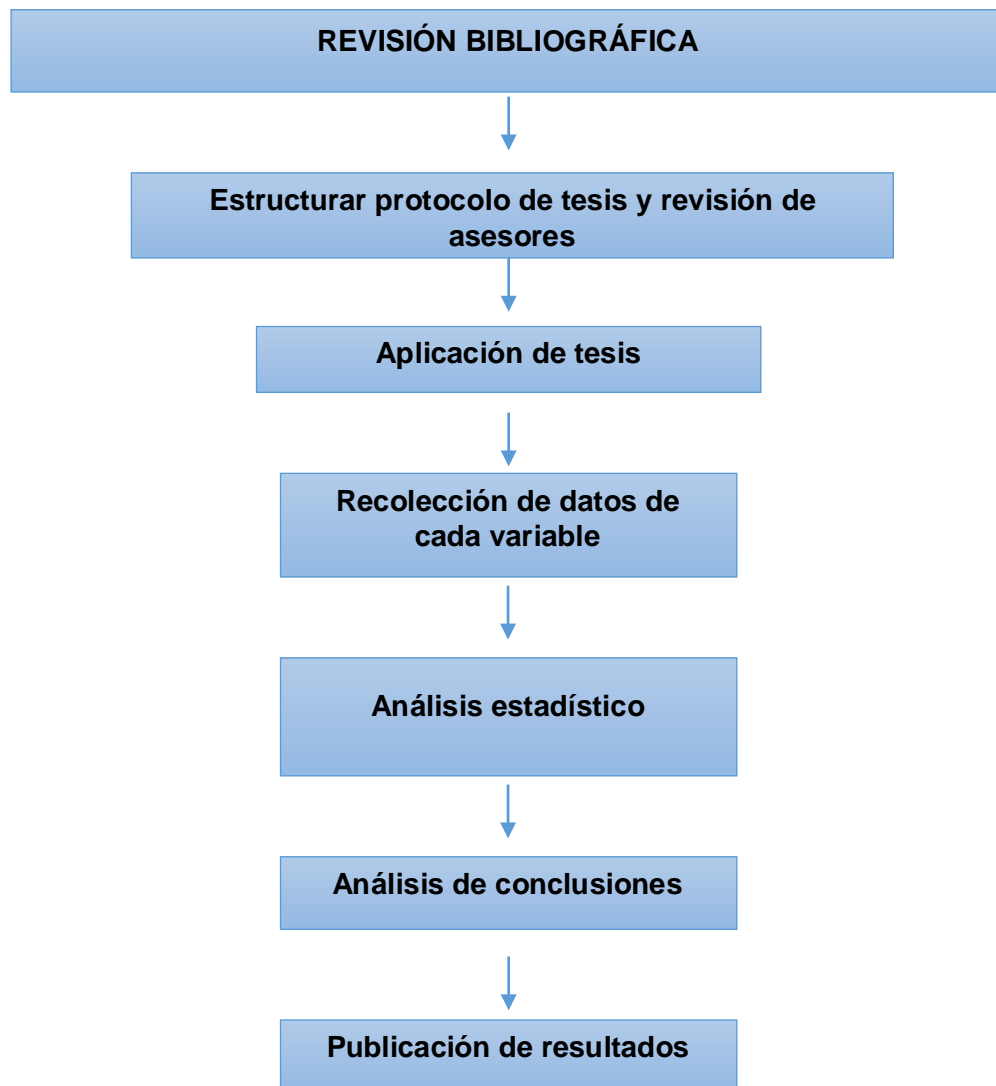 REVISIÓN BIBLIOGRÁFICA
Estructurar protocolo de tesis y revisión de
asesores
Aplicación de tesis
Recolección de datos de
cada variable
Análisis estadístico
Análisis de conclusiones
Publicación de resultados